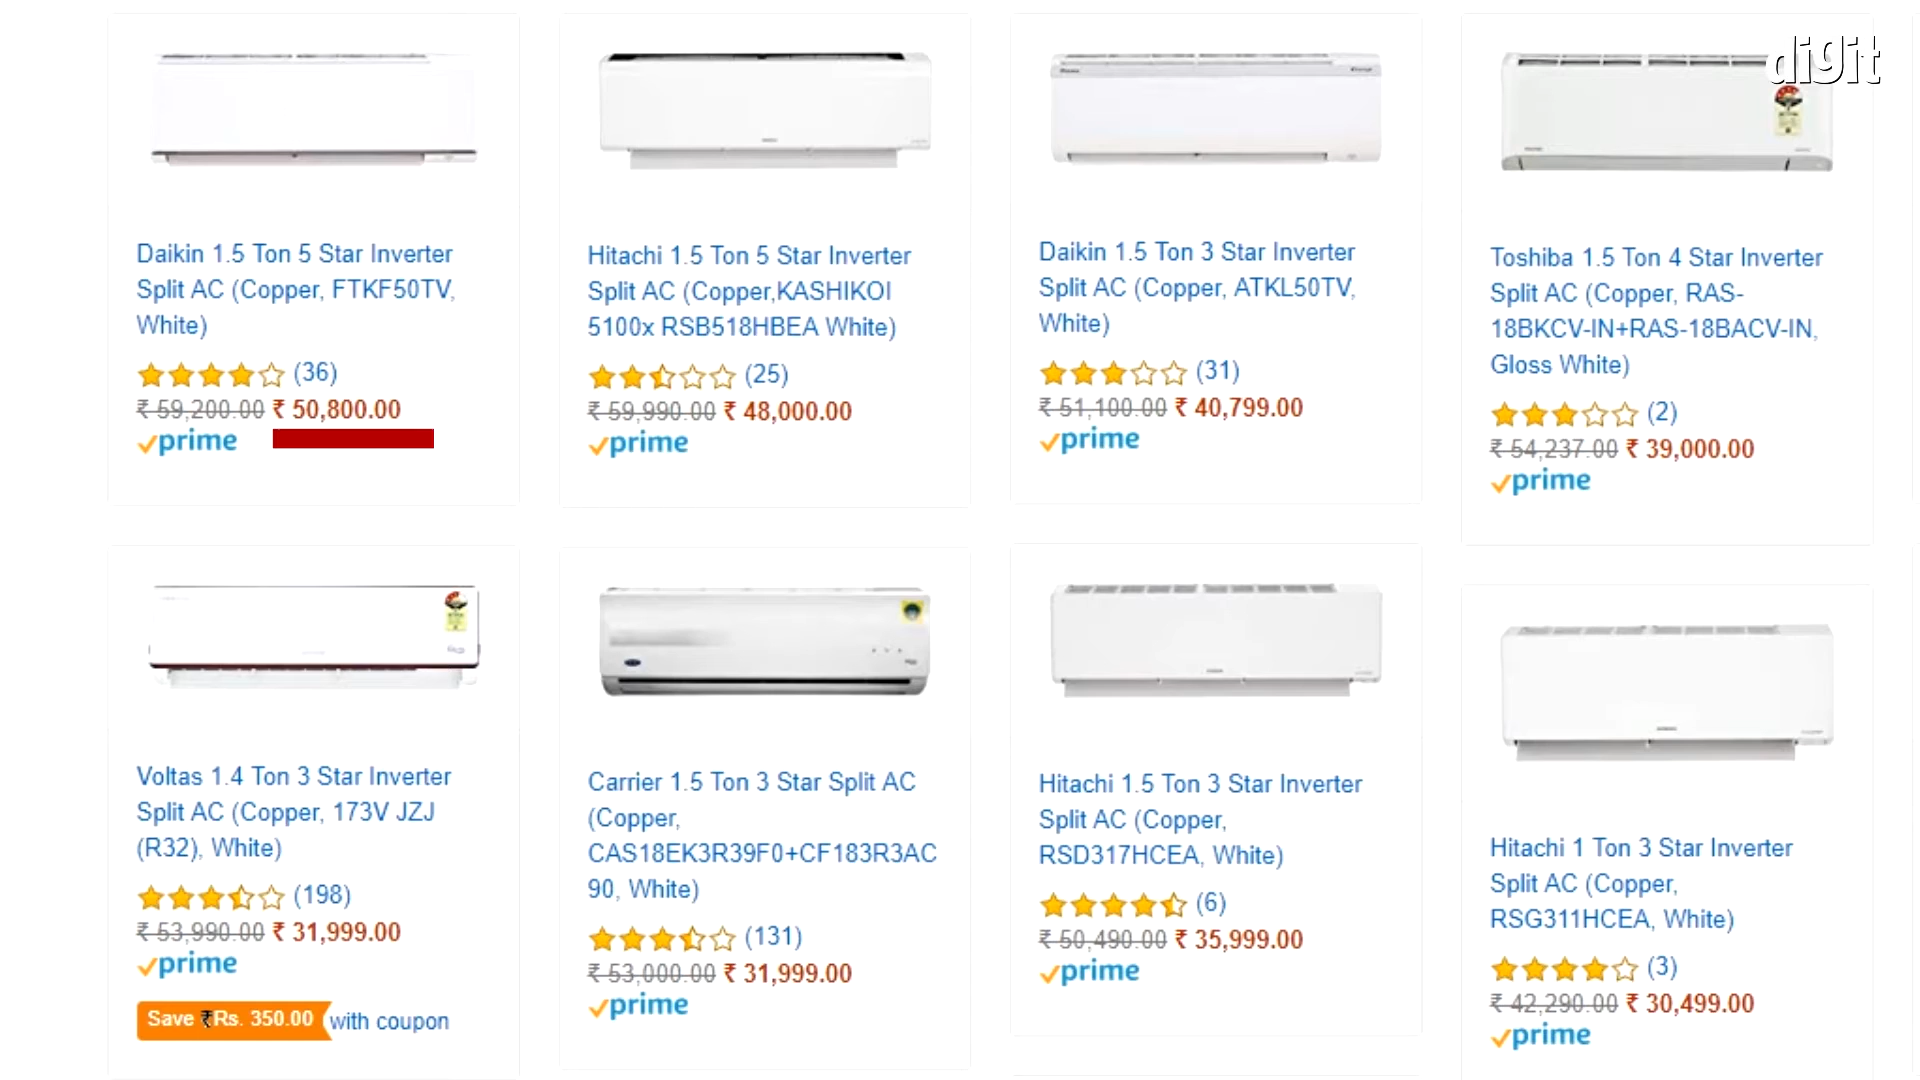 digit
Daikin 1.5 Ton 5 Star Inverter
Split AC (Copper, FTKF50TV,
White)
(36)
₹ 59,200.00 ₹ 50,800.00
prime
Hitachi 1.5 Ton 5 Star Inverter
Split AC (Copper,KASHIKOI
5100x RSB518HBEA White)
(25)
₹ 59,990.00 ₹ 48,000.00
prime
Daikin 1.5 Ton 3 Star Inverter
Split AC (Copper, ATKL50TV,
White)
(31)
₹ 51,100.00 ₹ 40,799.00
prime
Toshiba 1.5 Ton 4 Star Inverter
Split AC (Copper, RAS-
18BKCV-IN+RAS-18BACV-IN,
Gloss White)
(2)
₹ 54,237.00 ₹ 39,000.00
prime
Voltas 1.4 Ton 3 Star Inverter
Split AC (Copper, 173V JZJ
(R32), White)
(198)
₹ 53,990.00 ₹ 31,999.00
prime
Save ₹Rs. 350.00 with coupon
Carrier 1.5 Ton 3 Star Split AC
(Copper,
CAS18EK3R39F0+CF183R3AC
90, White)
(131)
₹ 53,000.00 ₹ 31,999.00
prime
Hitachi 1.5 Ton 3 Star Inverter
Split AC (Copper,
RSD317HCEA, White)
(6)
₹ 50,490.00 ₹ 35,999.00
prime
Hitachi 1 Ton 3 Star Inverter
Split AC (Copper,
RSG311HCEA, White)
(3)
₹ 42,290.00 ₹ 30,499.00
prime